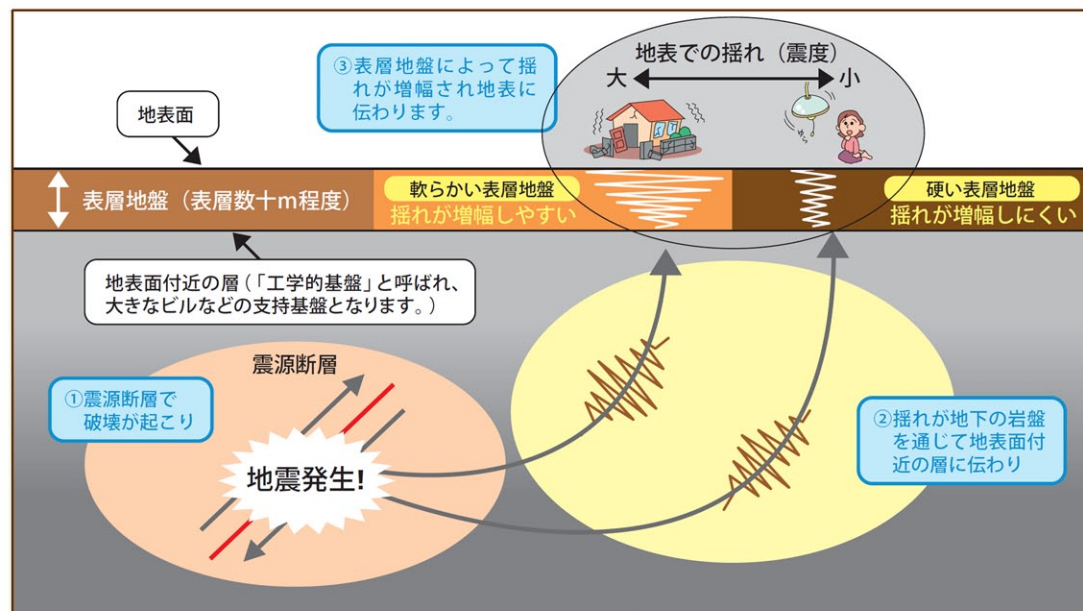 地表での揺れ（震度）
大
小
③表層地盤によって揺
れが増幅され地表に
伝わります。
ゆら
地表面
表層地盤（表層数十m程度）
軟らかい表層地盤
揺れが増幅しやすい
硬い表層地盤
揺れが増幅しにくい
地表面付近の層（「工学的基盤」と呼ばれ、
大きなビルなどの支持基盤となります。）
震源断層
①震源断層で
破壊が起こり
地震発生!
②揺れが地下の岩盤
を通じて地表面付
近の層に伝わり